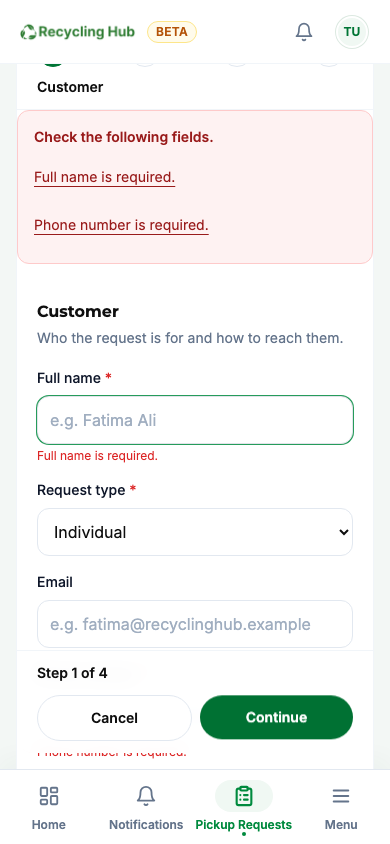 Recycling Hub BETA TU
Customer
Check the following fields.
Full name is required.
Phone number is required.
Customer
Who the request is for and how to reach them.
Full name *
e.g. Fatima Ali
Full name is required.
Request type *
Individual
Email
e.g. fatima@recyclinghub.example
Step 1 of 4
Cancel Continue
Phone number is required.
Home Notifications Pickup Requests Menu